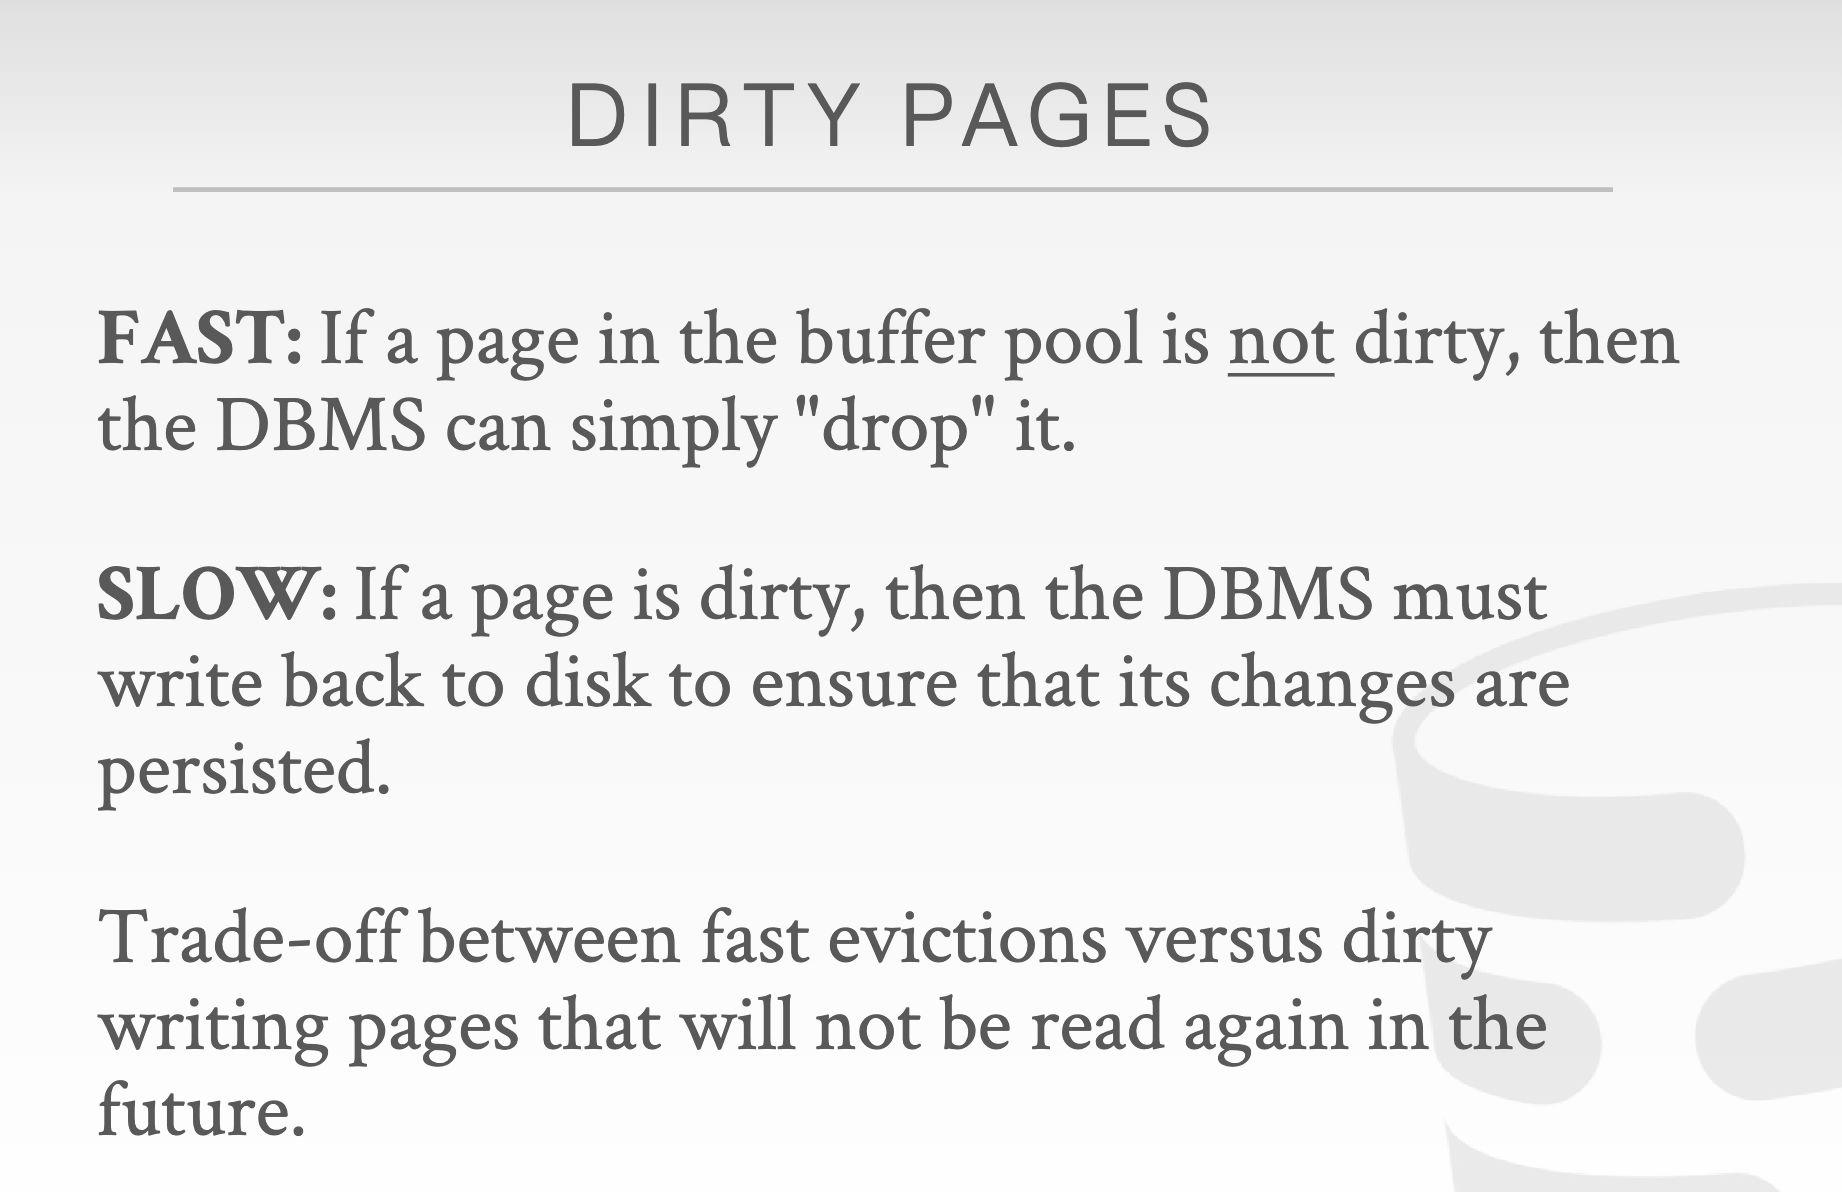 DIRTY PAGES
FAST: If a page in the buffer pool is not dirty, then
the DBMS can simply "drop" it.
SLOW: If a page is dirty, then the DBMS must
write back to disk to ensure that its changes are
persisted.
Trade-off between fast evictions versus dirty
writing pages that will not be read again in the
future.